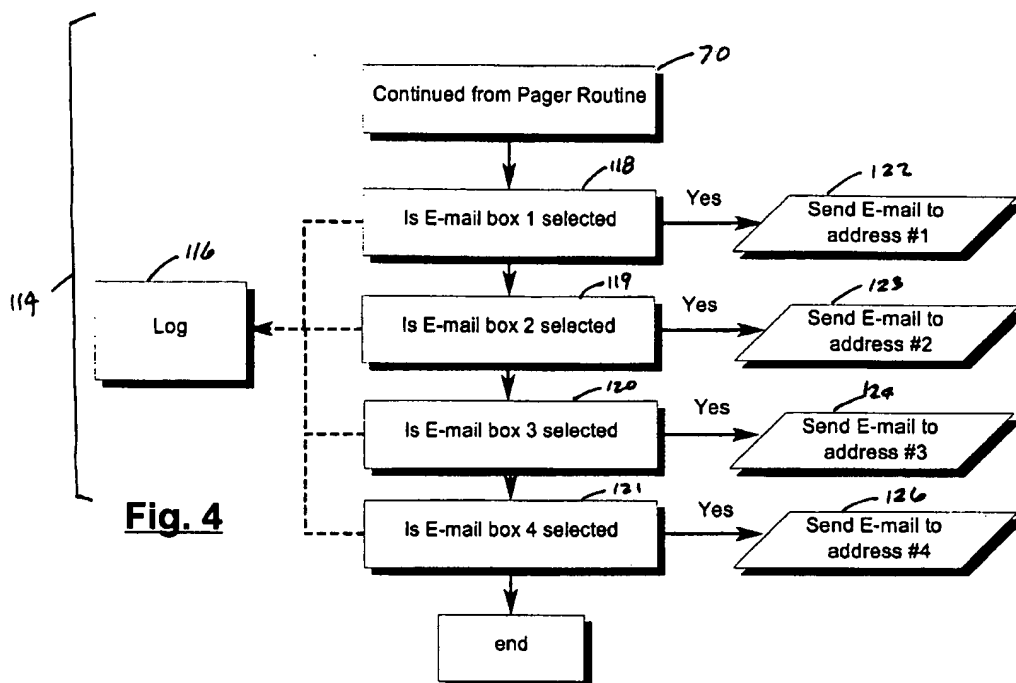 70
Continued from Pager Routine
118
Is E-mail box 1 selected
Yes
122
Send E-mail to
address #1
116
Log
114
119
Is E-mail box 2 selected
Yes
123
Send E-mail to
address #2
120
Is E-mail box 3 selected
Yes
124
Send E-mail to
address #3
121
Is E-mail box 4 selected
Yes
126
Send E-mail to
address #4
Fig. 4
end